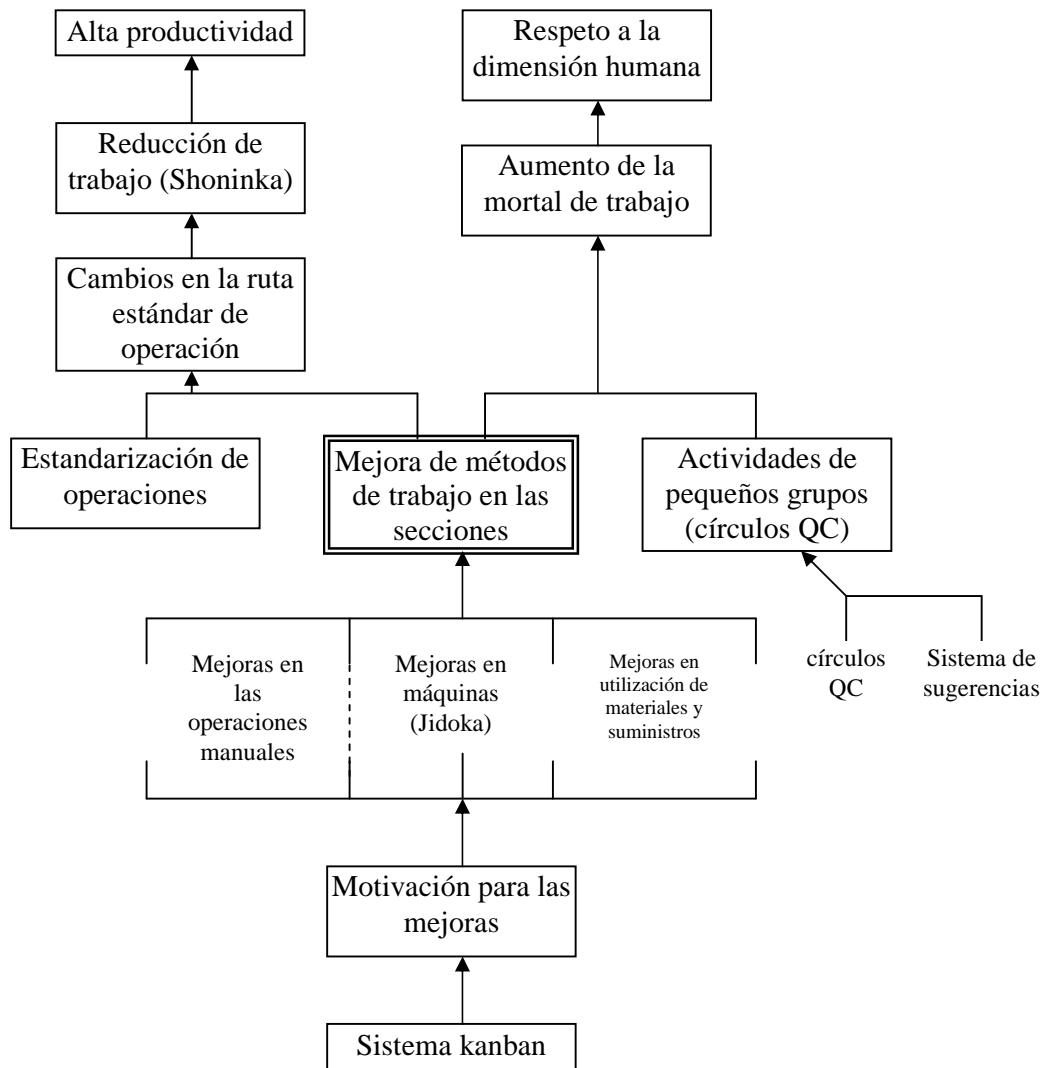 Alta productividad
Respeto a la
dimensión humana
Reducción de
trabajo (Shoninka)
Aumento de la
mortal de trabajo
Cambios en la ruta
estándar de
operación
Estandarización de
operaciones
Mejora de métodos
de trabajo en las
secciones
Actividades de
pequeños grupos
(círculos QC)
Mejoras en
las
operaciones
manuales
Mejoras en
máquinas
(Jidoka)
Mejoras en
utilización de
materiales y
suministros
círculos
QC
Sistema de
sugerencias
Motivación para las
mejoras
Sistema kanban